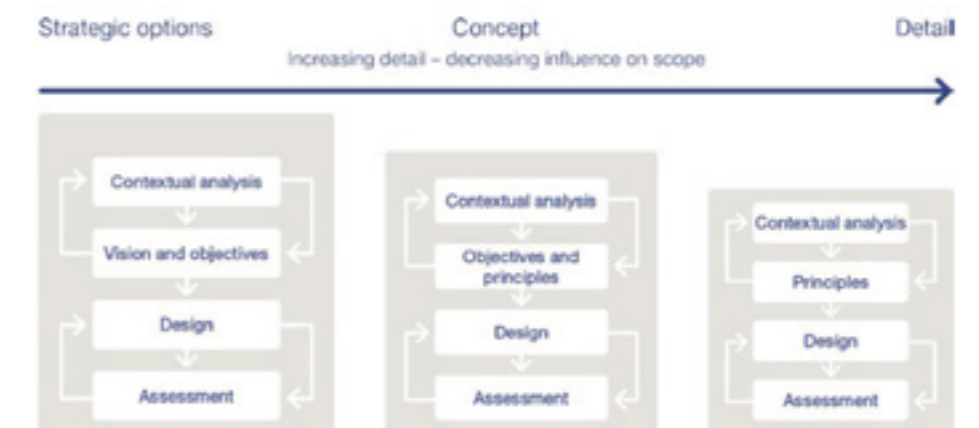 Strategic options
Concept
Detail
Increasing detail – decreasing influence on scope
Contextual analysis
Vision and objectives
Design
Assessment
Contextual analysis
Objectives and
principles
Design
Assessment
Contextual analysis
Principles
Design
Assessment